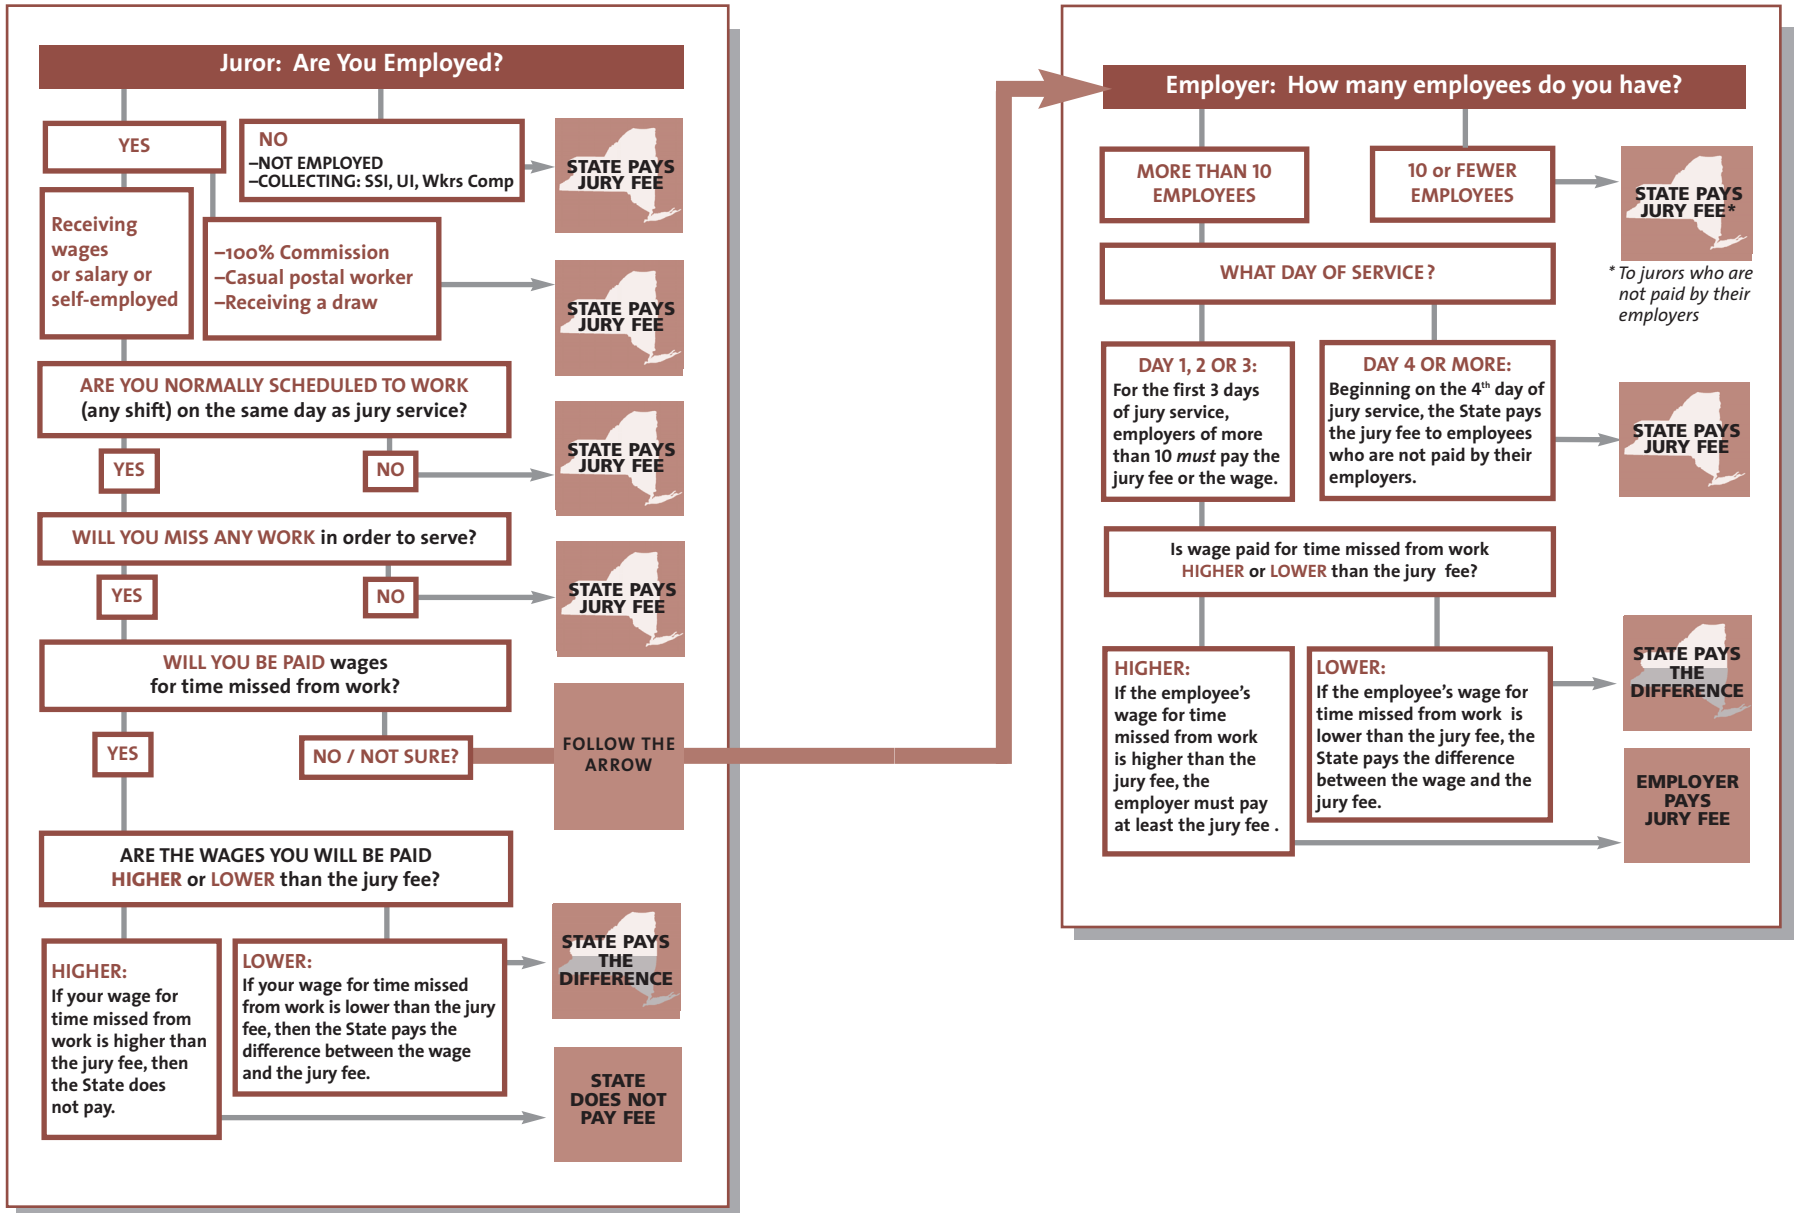 Juror: Are You Employed?
YES
NO
–NOT EMPLOYED
–COLLECTING: SSI, UI, Wkrs Comp
STATE PAYS
JURY FEE
Receiving
wages
or salary or
self-employed
–100% Commission
–Casual postal worker
–Receiving a draw
STATE PAYS
JURY FEE
ARE YOU NORMALLY SCHEDULED TO WORK
(any shift) on the same day as jury service?
YES
NO
STATE PAYS
JURY FEE
WILL YOU MISS ANY WORK in order to serve?
YES
NO
STATE PAYS
JURY FEE
WILL YOU BE PAID wages
for time missed from work?
YES
NO / NOT SURE?
FOLLOW THE
ARROW
ARE THE WAGES YOU WILL BE PAID
HIGHER or LOWER than the jury fee?
HIGHER:
If your wage for
time missed from
work is higher than
the jury fee, then
the State does
not pay.
LOWER:
If your wage for time missed
from work is lower than the jury
fee, then the State pays the
difference between the wage
and the jury fee.
STATE PAYS
THE
DIFFERENCE
STATE
DOES NOT
PAY FEE
Employer: How many employees do you have?
MORE THAN 10
EMPLOYEES
10 or FEWER
EMPLOYEES
STATE PAYS
JURY FEE*
* To jurors who are
not paid by their
employers
WHAT DAY OF SERVICE?
DAY 1, 2 OR 3:
For the first 3 days
of jury service,
employers of more
than 10 must pay the
jury fee or the wage.
DAY 4 OR MORE:
Beginning on the 4th day of
jury service, the State pays
the jury fee to employees
who are not paid by their
employers.
STATE PAYS
JURY FEE
Is wage paid for time missed from work
HIGHER or LOWER than the jury fee?
HIGHER:
If the employee's
wage for time
missed from work
is higher than the
jury fee, the
employer must pay
at least the jury fee .
LOWER:
If the employee's wage for
time missed from work is
lower than the jury fee, the
State pays the difference
between the wage and the
jury fee.
STATE PAYS
THE
DIFFERENCE
EMPLOYER
PAYS
JURY FEE